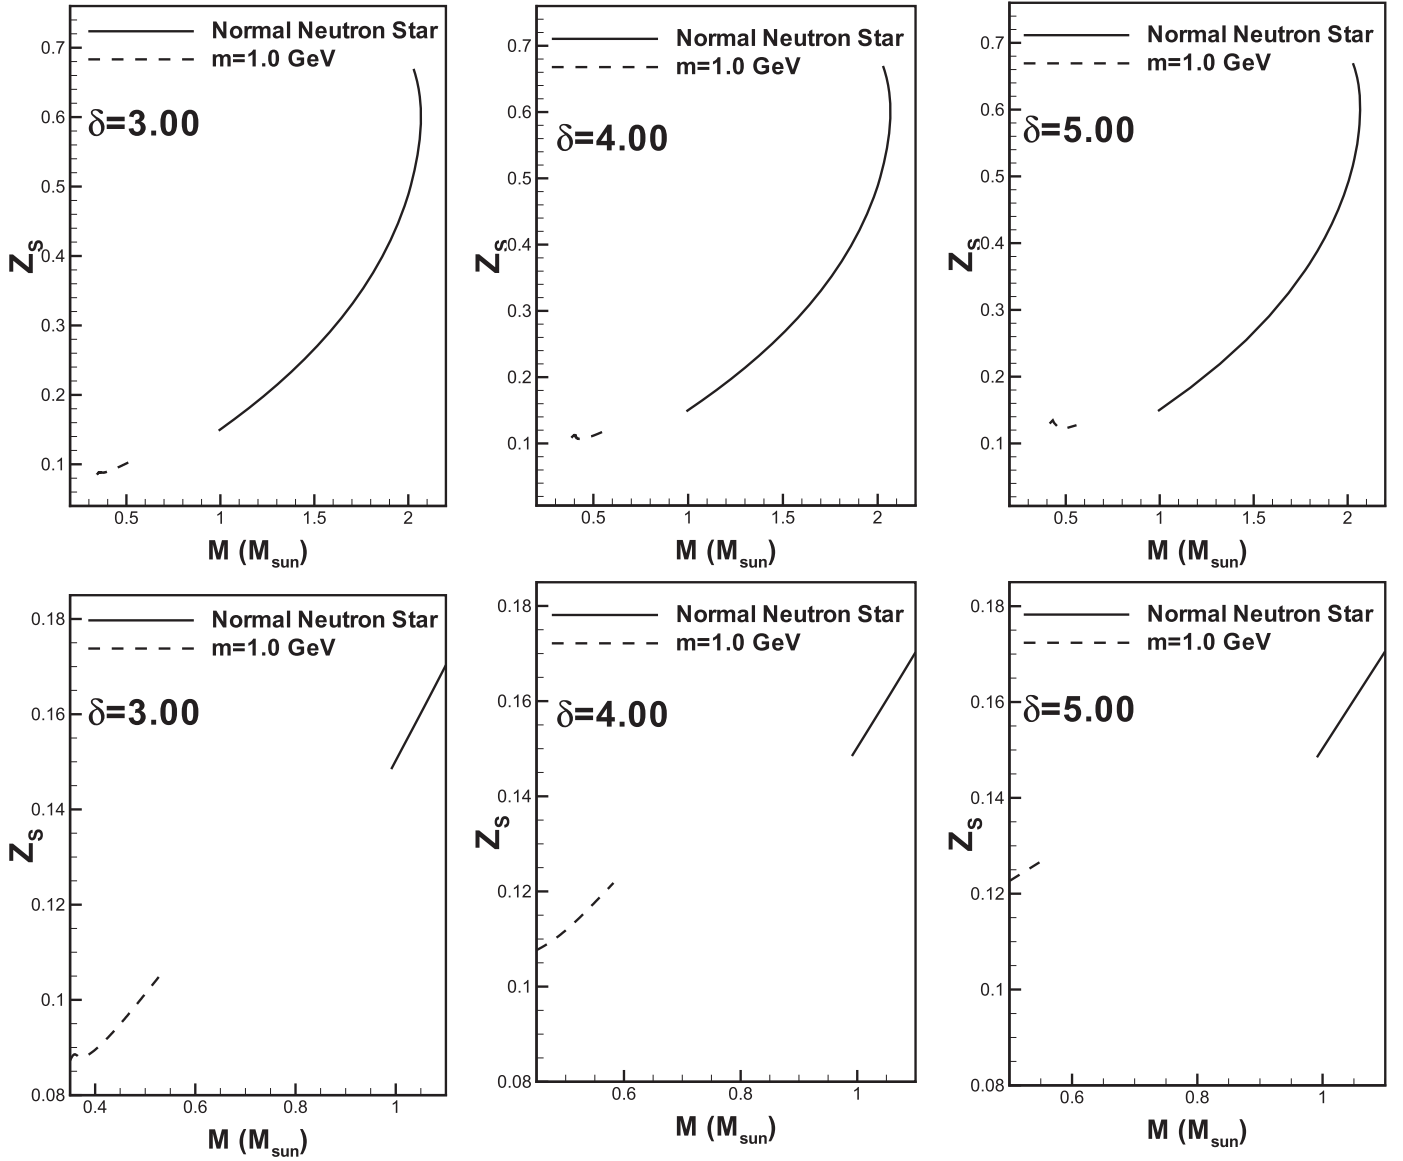 Normal Neutron Star
m=1.0 GeV
δ=3.00
0.7
0.6
0.5
0.4
0.3
0.2
0.1
Z_S
0.5 1 1.5 2
M (M_sun)
Normal Neutron Star
m=1.0 GeV
δ=4.00
0.7
0.6
0.5
0.4
0.3
0.2
0.1
Z_S
0.5 1 1.5 2
M (M_sun)
Normal Neutron Star
m=1.0 GeV
δ=5.00
0.7
0.6
0.5
0.4
0.3
0.2
0.1
Z_S
0.5 1 1.5 2
M (M_sun)
Normal Neutron Star
m=1.0 GeV
δ=3.00
0.18
0.16
0.14
0.12
0.1
0.08
Z_S
0.4 0.6 0.8 1
M (M_sun)
Normal Neutron Star
m=1.0 GeV
δ=4.00
0.18
0.16
0.14
0.12
0.1
0.08
Z_S
0.6 0.8 1
M (M_sun)
Normal Neutron Star
m=1.0 GeV
δ=5.00
0.18
0.16
0.14
0.12
0.1
0.08
Z_S
0.6 0.8 1
M (M_sun)